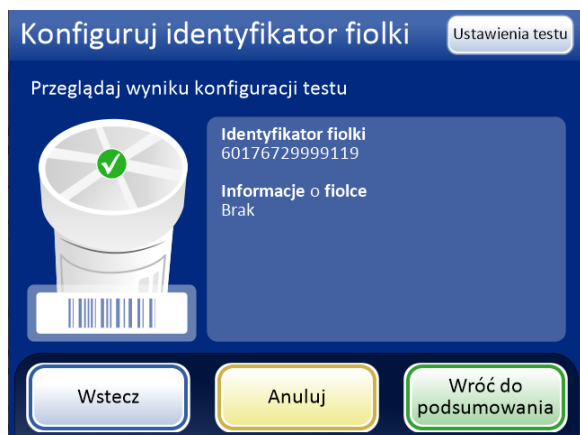 Konfiguruj identyfikator fiolki
Ustawienia testu
Przeglądaj wyniku konfiguracji testu
Identyfikator fiolki
60176729999119
Informacje o fiolce
Brak
Wstecz
Anuluj
Wróć do
podsumowania